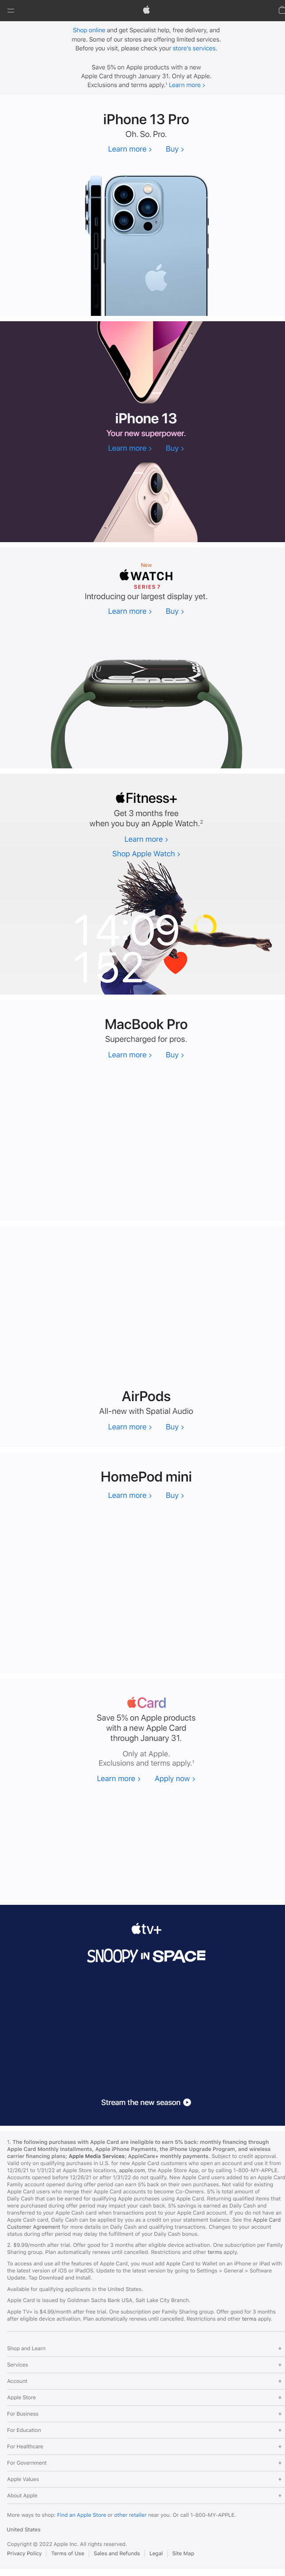 Shop online and get Specialist help, free delivery, and
more. Some of our stores are offering limited services.
Before you visit, please check your store's services.
Save 5% on Apple products with a new
Apple Card through January 31. Only at Apple.
Exclusions and terms apply.¹ Learn more >
iPhone 13 Pro
Oh. So. Pro.
Learn more > Buy >
iPhone 13
Your new superpower.
Learn more > Buy >
New
WATCH
SERIES 7
Introducing our largest display yet.
Learn more > Buy >
Fitness+
Get 3 months free
when you buy an Apple Watch.²
Learn more >
Shop Apple Watch >
14:09
152
MacBook Pro
Supercharged for pros.
Learn more > Buy >
AirPods
All-new with Spatial Audio
Learn more > Buy >
HomePod mini
Learn more > Buy >
Card
Save 5% on Apple products
with a new Apple Card
through January 31.
Only at Apple.
Exclusions and terms apply.¹
Learn more > Apply now >
tv+
SNOOPY IN SPACE
Stream the new season
1. The following purchases with Apple Card are ineligible to earn 5% back: monthly financing through
Apple Card Monthly Installments, Apple iPhone Payments, the iPhone Upgrade Program, and wireless
carrier financing plans; Apple Media Services; AppleCare+ monthly payments. Subject to credit approval.
Valid only on qualifying purchases in U.S. for new Apple Card customers who open an account and use it from
12/26/21 to 1/31/22 at Apple Store locations, apple.com, the Apple Store App, or by calling 1-800-MY-APPLE.
Accounts opened before 12/26/21 or after 1/31/22 do not qualify. New Apple Card users added to an Apple Card
Family account opened during offer period can earn 5% back on their own purchases. Not valid for existing
Apple Card users who merge their Apple Card accounts to become Co-Owners. 5% is total amount of
Daily Cash that can be earned for qualifying Apple purchases using Apple Card. Returning qualified items that
were purchased during offer period may impact your cash back. 5% savings is earned as Daily Cash and
transferred to your Apple Cash card when transactions post to your Apple Card account. If you do not have an
Apple Cash card, Daily Cash can be applied by you as a credit on your statement balance. See the Apple Card
Customer Agreement for more details on Daily Cash and qualifying transactions. Changes to your account
status during offer period may delay the fulfillment of your Daily Cash bonus.
2. $9.99/month after trial. Offer good for 3 months after eligible device activation. One subscription per Family
Sharing group. Plan automatically renews until cancelled. Restrictions and other terms apply.
To access and use all the features of Apple Card, you must add Apple Card to Wallet on an iPhone or iPad with
the latest version of iOS or iPadOS. Update to the latest version by going to Settings > General > Software
Update. Tap Download and Install.
Available for qualifying applicants in the United States.
Apple Card is issued by Goldman Sachs Bank USA, Salt Lake City Branch.
Apple TV+ is $4.99/month after free trial. One subscription per Family Sharing group. Offer good for 3 months
after eligible device activation. Plan automatically renews until cancelled. Restrictions and other terms apply.
Shop and Learn +
Services +
Account +
Apple Store +
For Business +
For Education +
For Healthcare +
For Government +
Apple Values +
About Apple +
More ways to shop: Find an Apple Store or other retailer near you. Or call 1-800-MY-APPLE.
United States
Copyright © 2022 Apple Inc. All rights reserved.
Privacy Policy | Terms of Use | Sales and Refunds | Legal | Site Map